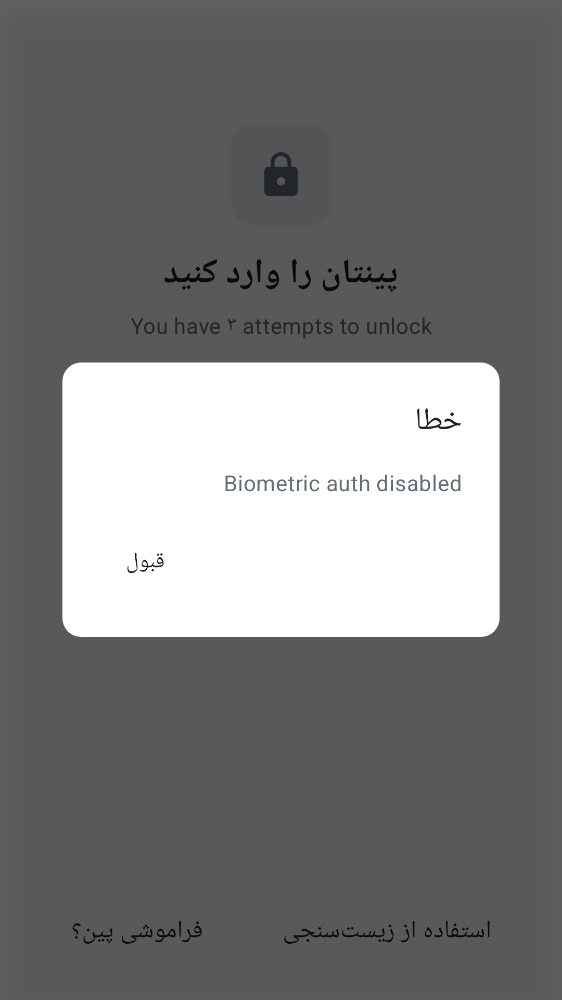 پینتان را وارد کنید
You have ۳ attempts to unlock
خطا
Biometric auth disabled
قبول
استفاده از زیست‌سنجی
فراموشی پین؟